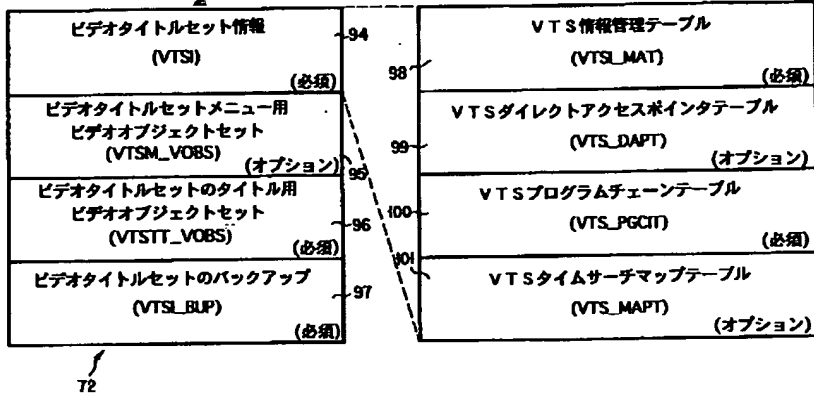 ビデオタイトルセット情報
(VTSI)
94
(必須)
ビデオタイトルセットメニュー用
ビデオオブジェクトセット
(VTSM_VOBS)
(オプション)
95
ビデオタイトルセットのタイトル用
ビデオオブジェクトセット
(VTSTT_VOBS)
96
(必須)
ビデオタイトルセットのバックアップ
(VTSI_BUP)
97
(必須)
72
VTS情報管理テーブル
(VTSI_MAT)
98
(必須)
VTSダイレクトアクセスポインタテーブル
(VTS_DAPT)
99
(オプション)
VTSプログラムチェーンテーブル
100
(VTS_PGCIT)
(必須)
101
VTSタイムサーチマップテーブル
(VTS_MAPT)
(オプション)